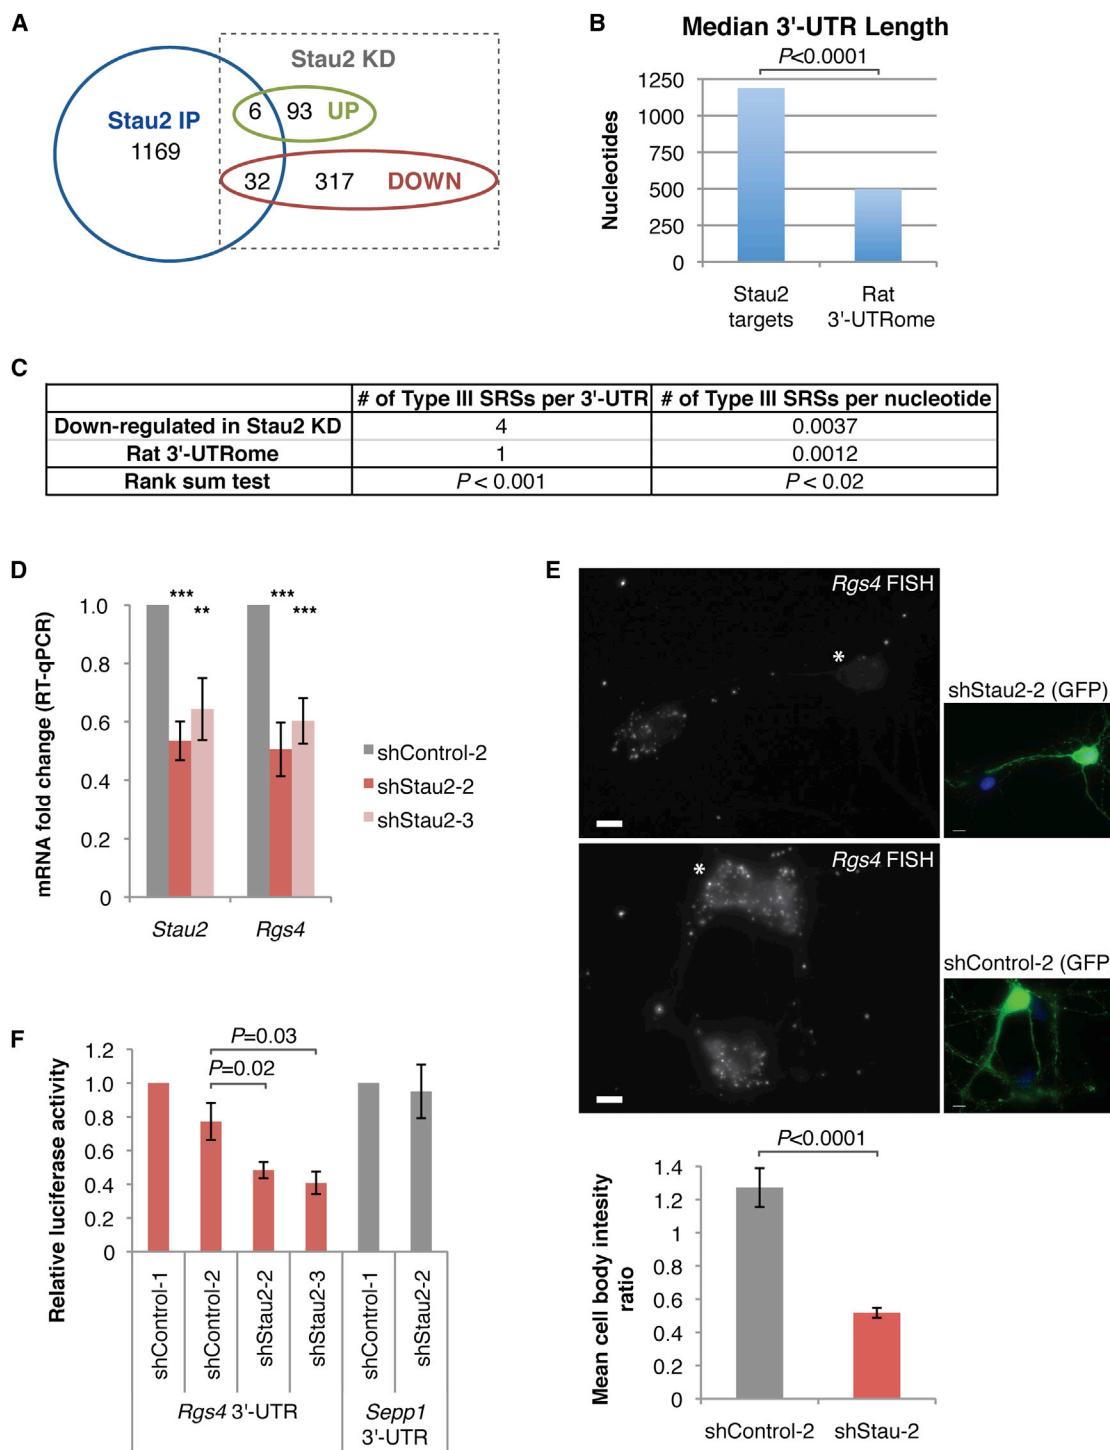 A
Stau2 KD
Stau2 IP
1169
6
93
UP
32
317
DOWN
B
Median 3'-UTR Length
P<0.0001
Nucleotides
1250
1000
750
500
250
0
Stau2
targets
Rat
3'-UTRome
C
# of Type III SRSs per 3'-UTR
# of Type III SRSs per nucleotide
Down-regulated in Stau2 KD
4
0.0037
Rat 3'-UTRome
1
0.0012
Rank sum test
P < 0.001
P < 0.02
D
mRNA fold change (RT-qPCR)
1.0
0.8
0.6
0.4
0.2
0
***
**
***
***
Stau2
Rgs4
shControl-2
shStau2-2
shStau2-3
E
Rgs4 FISH
*
shStau2-2 (GFP)
Rgs4 FISH
*
shControl-2 (GFP
P<0.0001
Mean cell body intesity
ratio
1.4
1.2
1
0.8
0.6
0.4
0.2
0
shControl-2
shStau-2
F
Relative luciferase activity
1.2
1.0
0.8
0.6
0.4
0.2
0
P=0.03
P=0.02
shControl-1
shControl-2
shStau2-2
shStau2-3
shControl-1
shStau2-2
Rgs4 3'-UTR
Sepp1
3'-UTR